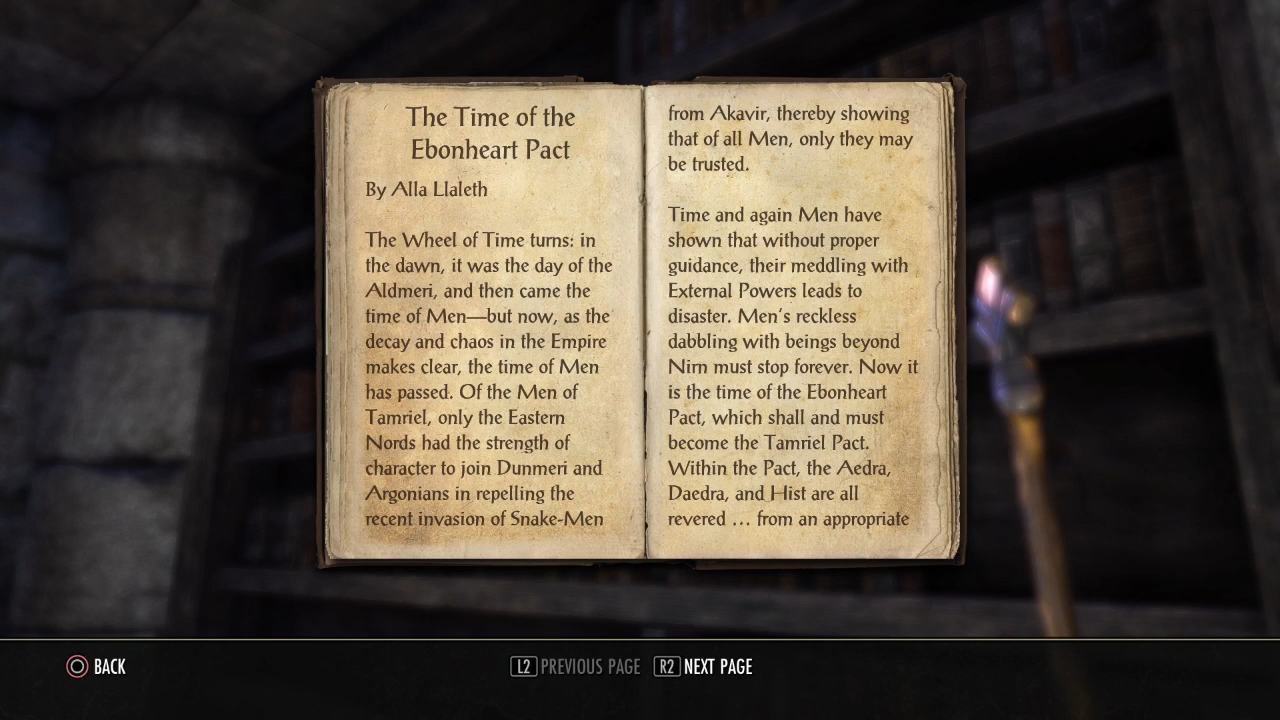 The Time of the
Ebonheart Pact
By Alla Llaleth
The Wheel of Time turns: in
the dawn, it was the day of the
Aldmeri, and then came the
time of Men—but now, as the
decay and chaos in the Empire
makes clear, the time of Men
has passed. Of the Men of
Tamriel, only the Eastern
Nords had the strength of
character to join Dunmeri and
Argonians in repelling the
recent invasion of Snake-Men
from Akavir, thereby showing
that of all Men, only they may
be trusted.
Time and again Men have
shown that without proper
guidance, their meddling with
External Powers leads to
disaster. Men's reckless
dabbling with beings beyond
Nirn must stop forever. Now it
is the time of the Ebonheart
Pact, which shall and must
become the Tamriel Pact.
Within the Pact, the Aedra,
Daedra, and Hist are all
revered … from an appropriate
BACK
L2 PREVIOUS PAGE R2 NEXT PAGE